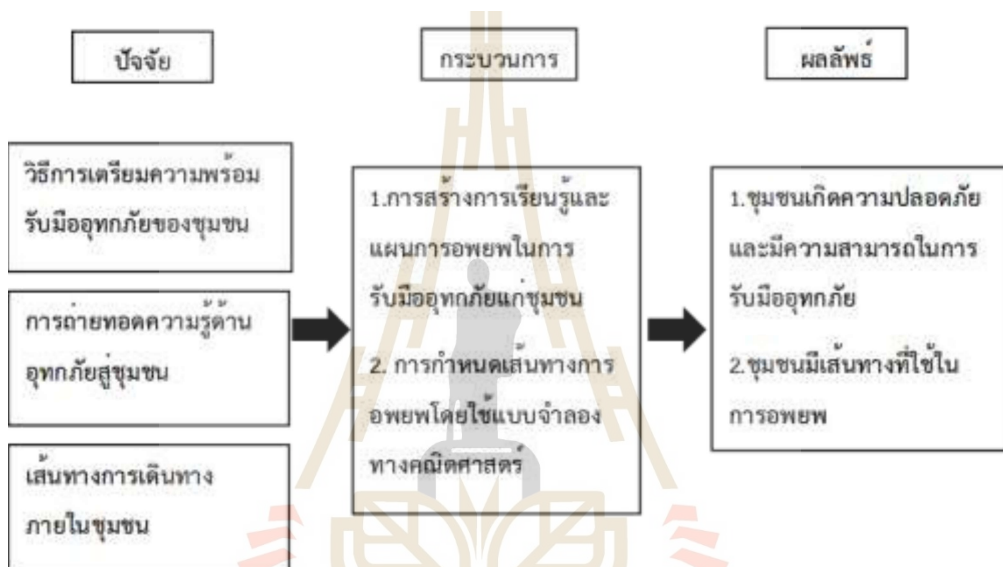 ปัจจัย
กระบวนการ
ผลลัพธ์
วิธีการเตรียมความพร้อม
รับมืออุทกภัยของชุมชน
การถ่ายทอดความรู้ด้าน
อุทกภัยสู่ชุมชน
เส้นทางการเดินทาง
ภายในชุมชน
1.การสร้างการเรียนรู้และ
แผนการอพยพในการ
รับมืออุทกภัยแก่ชุมชน
2. การกำหนดเส้นทางการ
อพยพโดยใช้แบบจำลอง
ทางคณิตศาสตร์
1.ชุมชนเกิดความปลอดภัย
และมีความสามารถในการ
รับมืออุทกภัย
2.ชุมชนมีเส้นทางที่ใช้ใน
การอพยพ